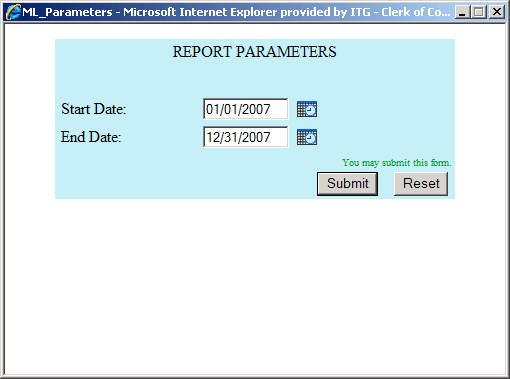 ML_Parameters - Microsoft Internet Explorer provided by ITG - Clerk of Co...
REPORT PARAMETERS
Start Date: 01/01/2007
End Date: 12/31/2007
You may submit this form.
Submit Reset